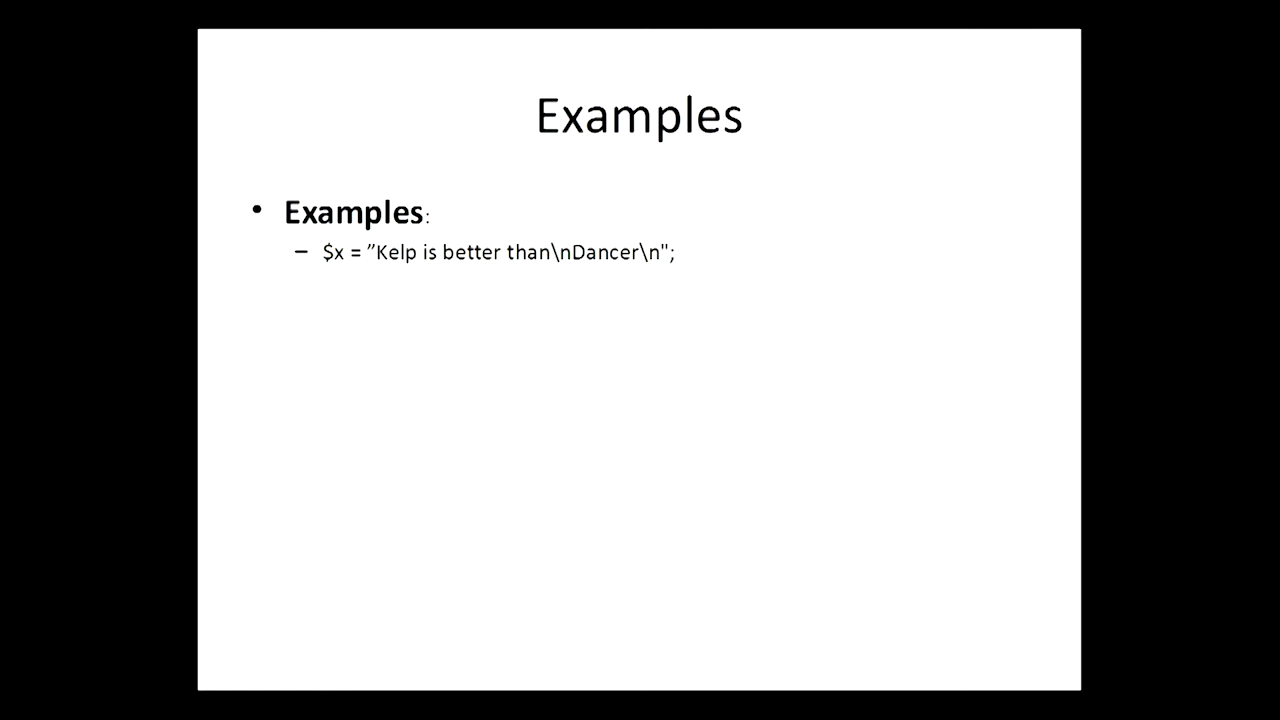 Examples
• Examples:
– $x = ”Kelp is better than\nDancer\n";